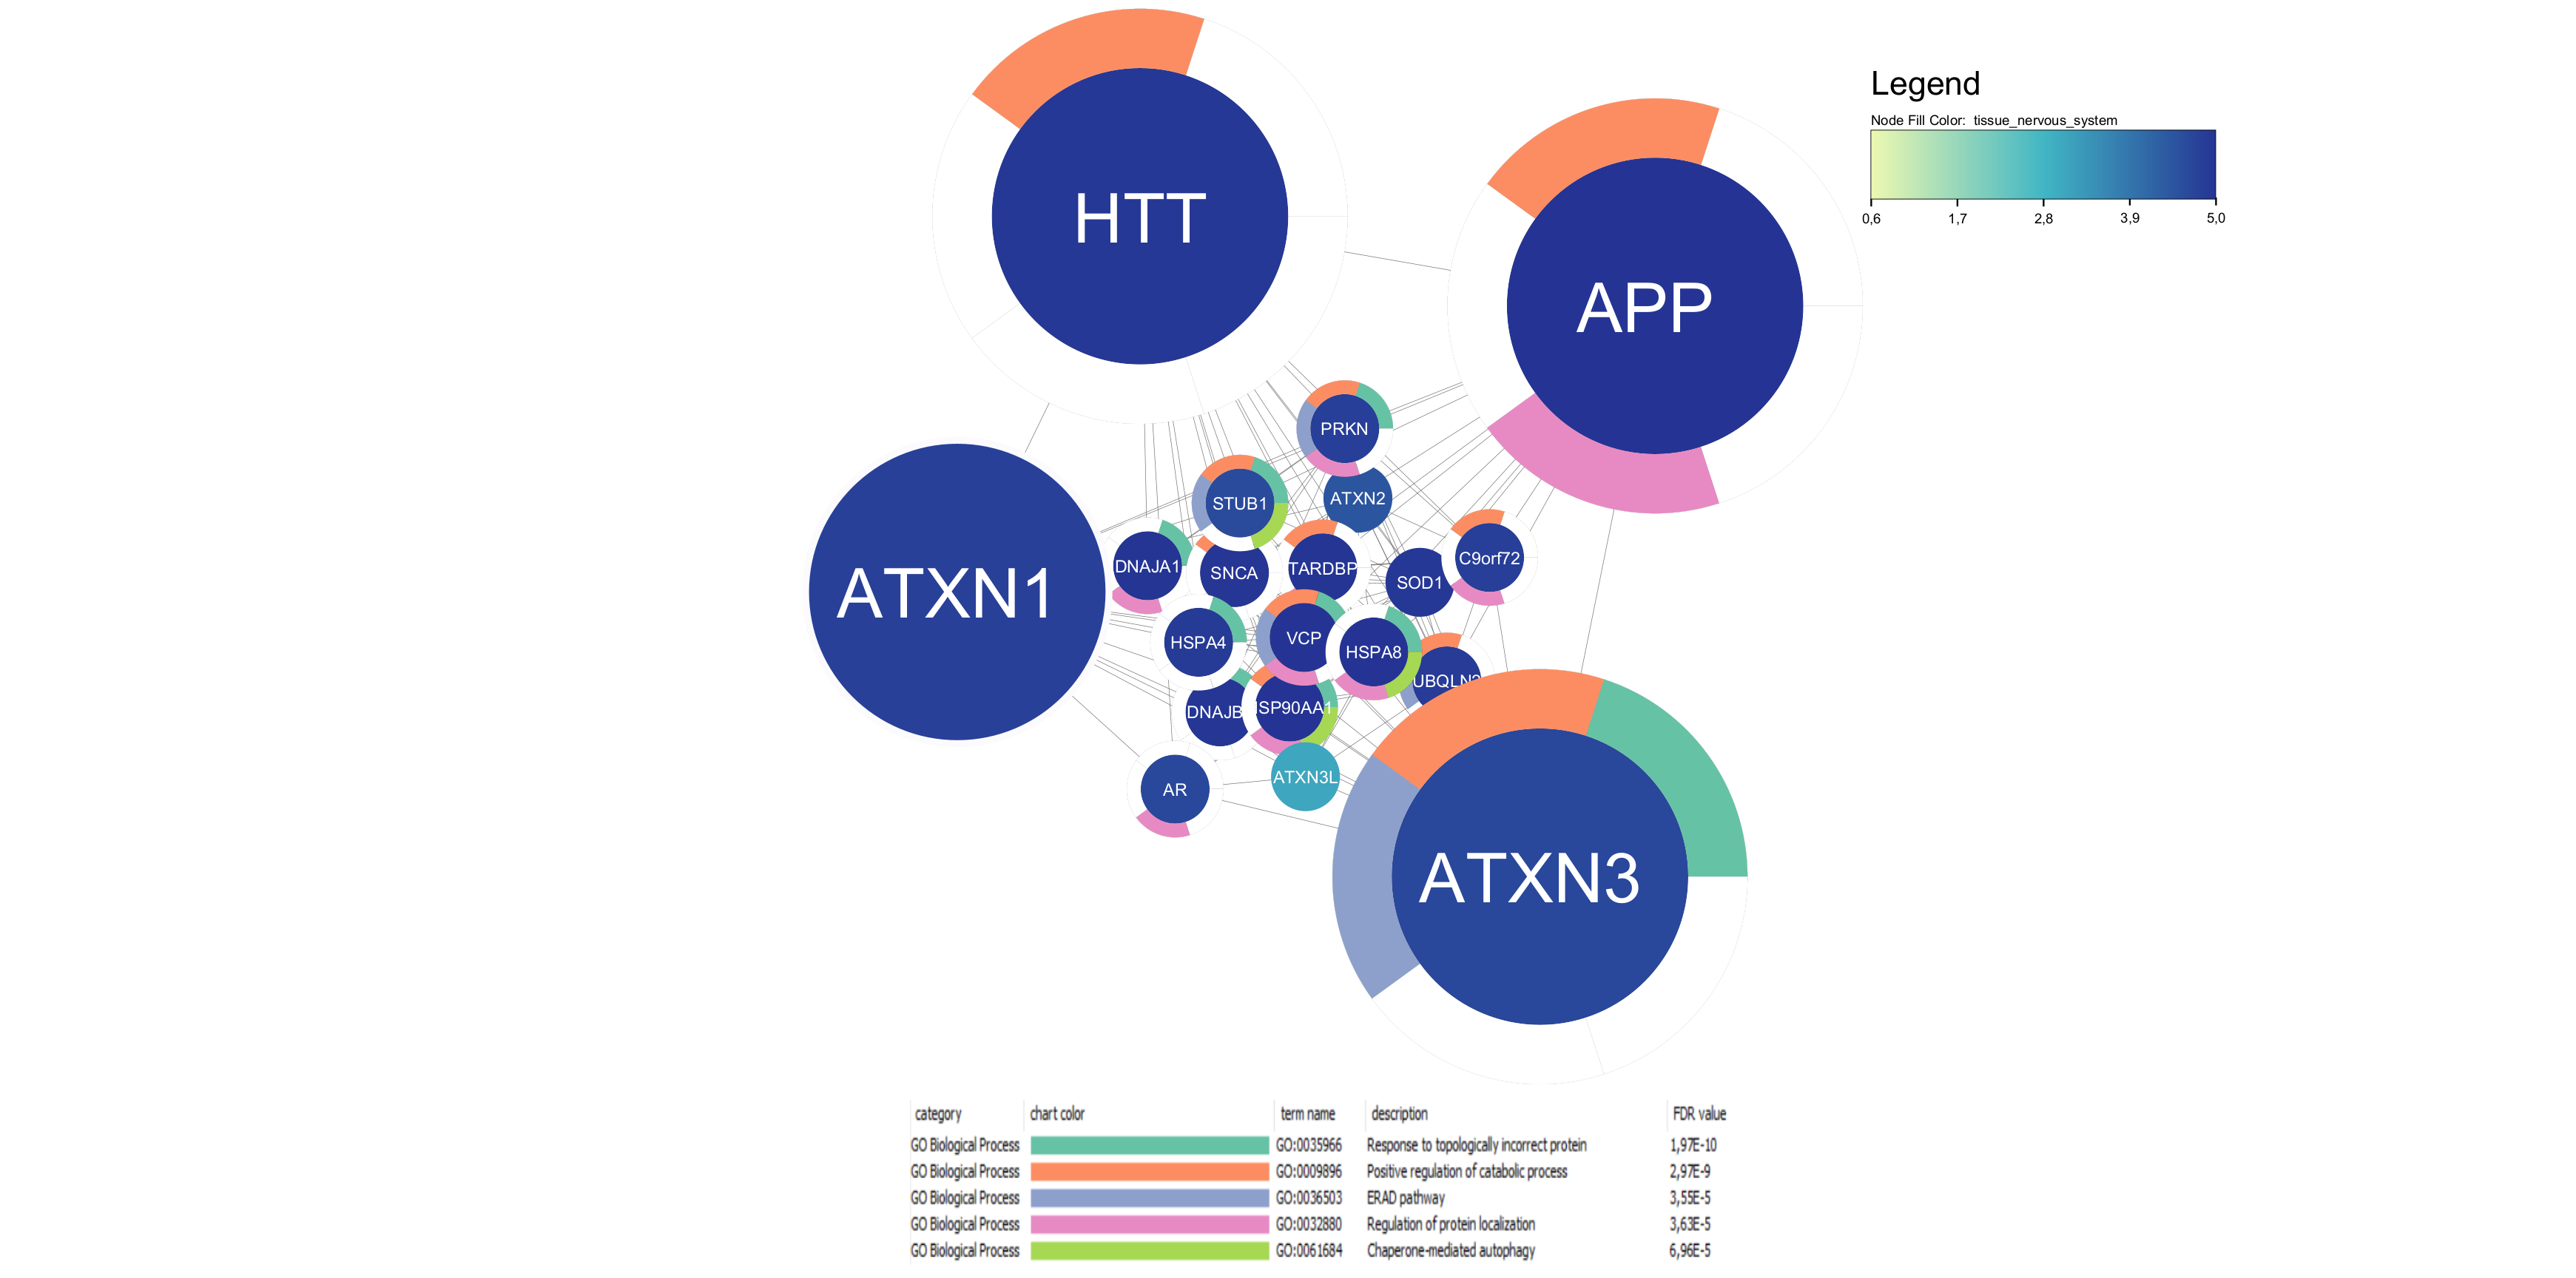 HTT
Legend
Node Fill Color: tissue_nervous_system
0,6 1,7 2,8 3,9 5,0
APP
PRKN
STUB1
ATXN2
DNAJA1
SNCA
TARDBP
SOD1
C9orf72
ATXN1
HSPA4
VCP
HSPA8
DNAJB
SP90AA1
AR
ATXN3L
ATXN3
category chart color term name description FDR value
GO Biological Process GO:0035966 Response to topologically incorrect protein 1,97E-10
GO Biological Process GO:0009896 Positive regulation of catabolic process 2,97E-9
GO Biological Process GO:0036503 ERAD pathway 3,55E-5
GO Biological Process GO:0032880 Regulation of protein localization 3,63E-5
GO Biological Process GO:0061684 Chaperone-mediated autophagy 6,96E-5